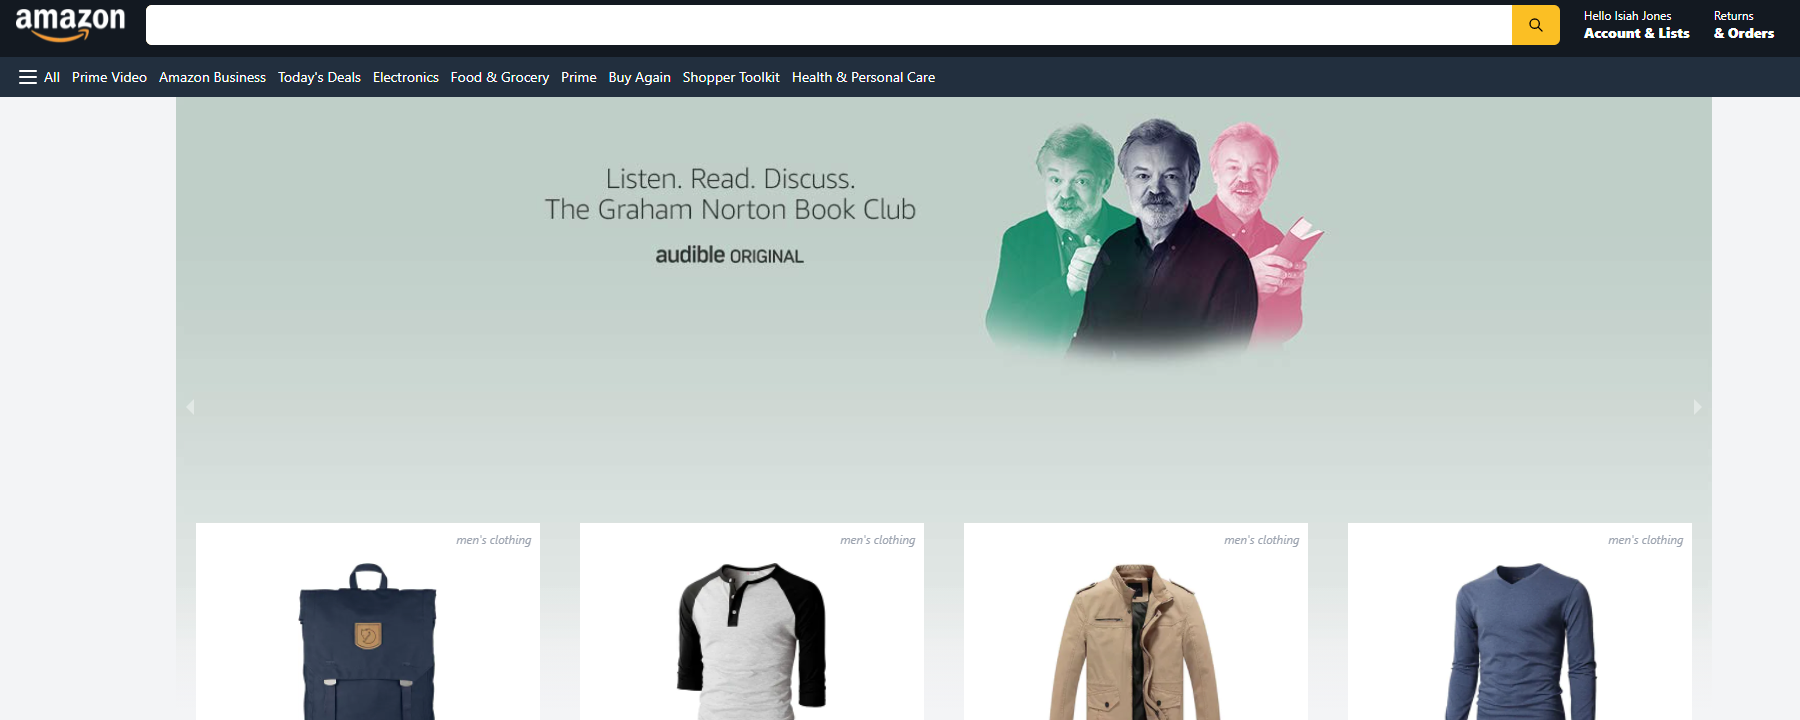 amazon
Hello Isiah Jones
Account & Lists
Returns
& Orders
All Prime Video Amazon Business Today's Deals Electronics Food & Grocery Prime Buy Again Shopper Toolkit Health & Personal Care
Listen. Read. Discuss.
The Graham Norton Book Club
audible ORIGINAL
men's clothing
men's clothing
men's clothing
men's clothing